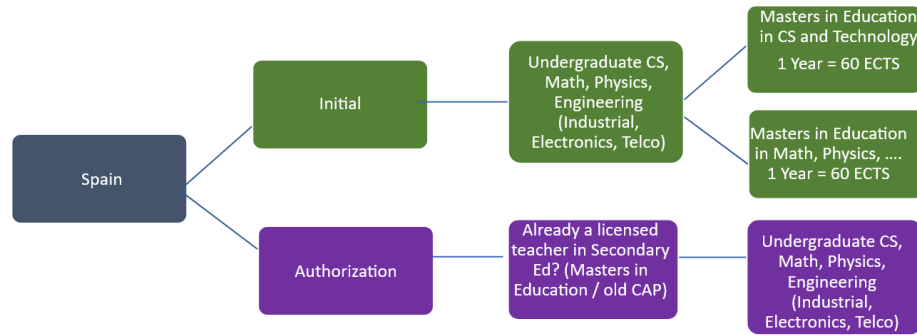 Spain
Initial
Undergraduate CS,
Math, Physics,
Engineering
(Industrial,
Electronics, Telco)
Masters in Education
in CS and Technology
1 Year = 60 ECTS
Masters in Education
in Math, Physics, ....
1 Year = 60 ECTS
Authorization
Already a licensed
teacher in Secondary
Ed? (Masters in
Education / old CAP)
Undergraduate CS,
Math, Physics,
Engineering
(Industrial,
Electronics, Telco)